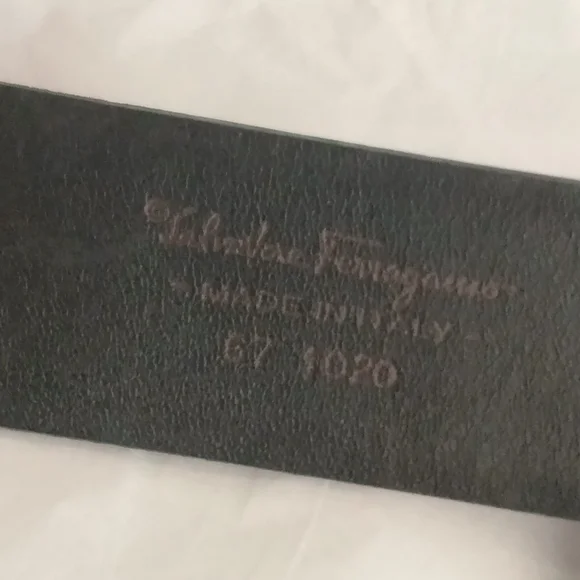 © Salvatore Ferragamo
- MADE IN ITALY -
67 1020